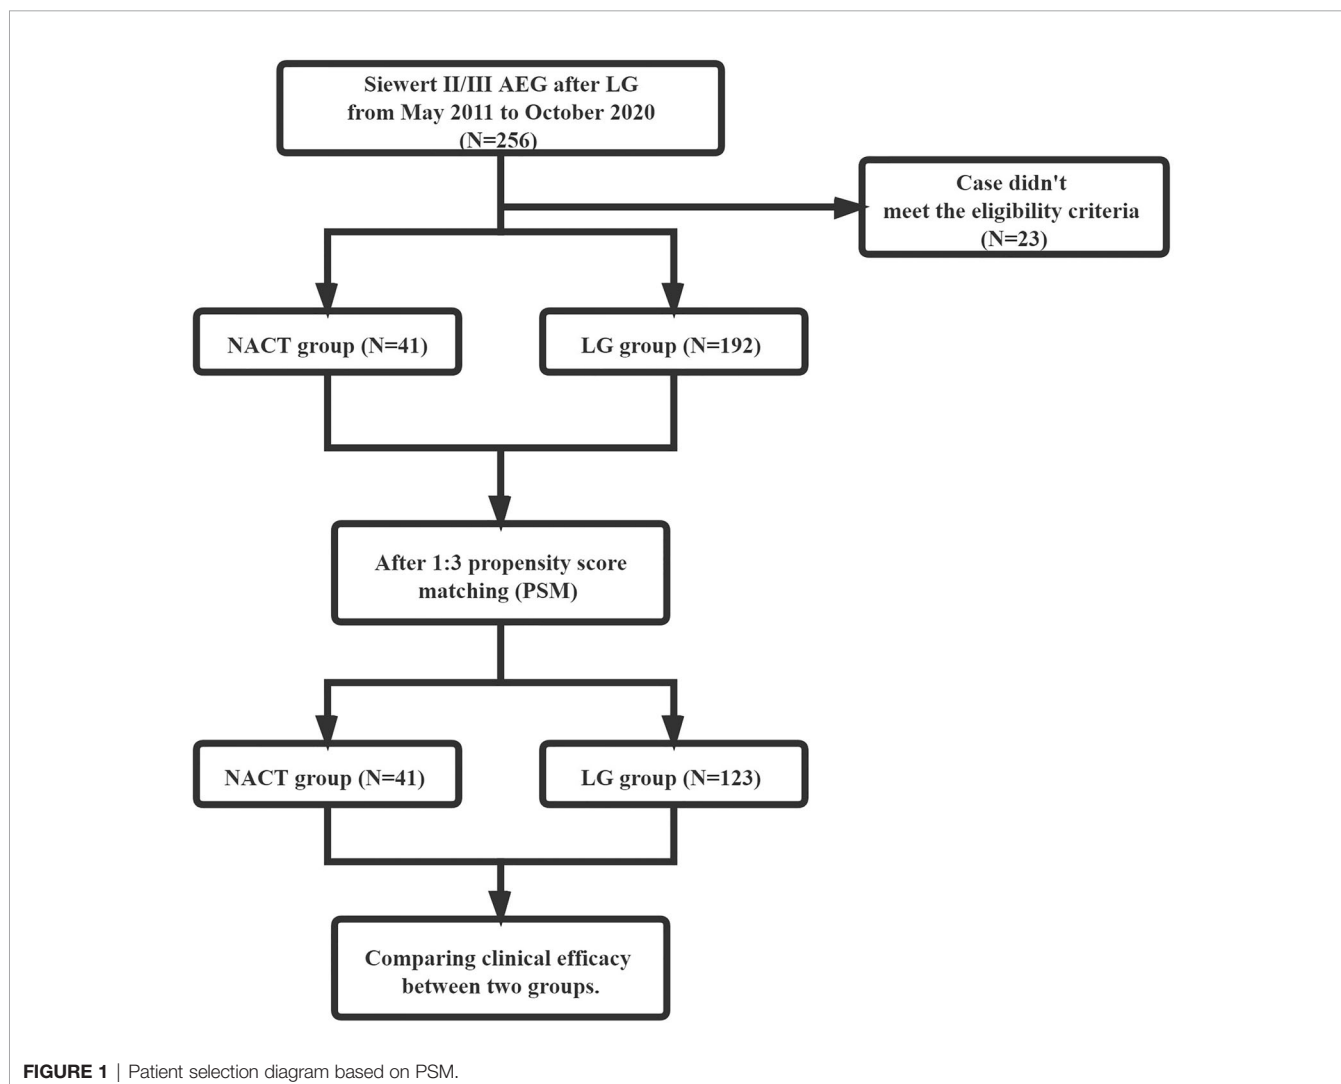 Siewert II/III AEG after LG
from May 2011 to October 2020
(N=256)
Case didn't
meet the eligibility criteria
(N=23)
NACT group (N=41)
LG group (N=192)
After 1:3 propensity score
matching (PSM)
NACT group (N=41)
LG group (N=123)
Comparing clinical efficacy
between two groups.
FIGURE 1 | Patient selection diagram based on PSM.